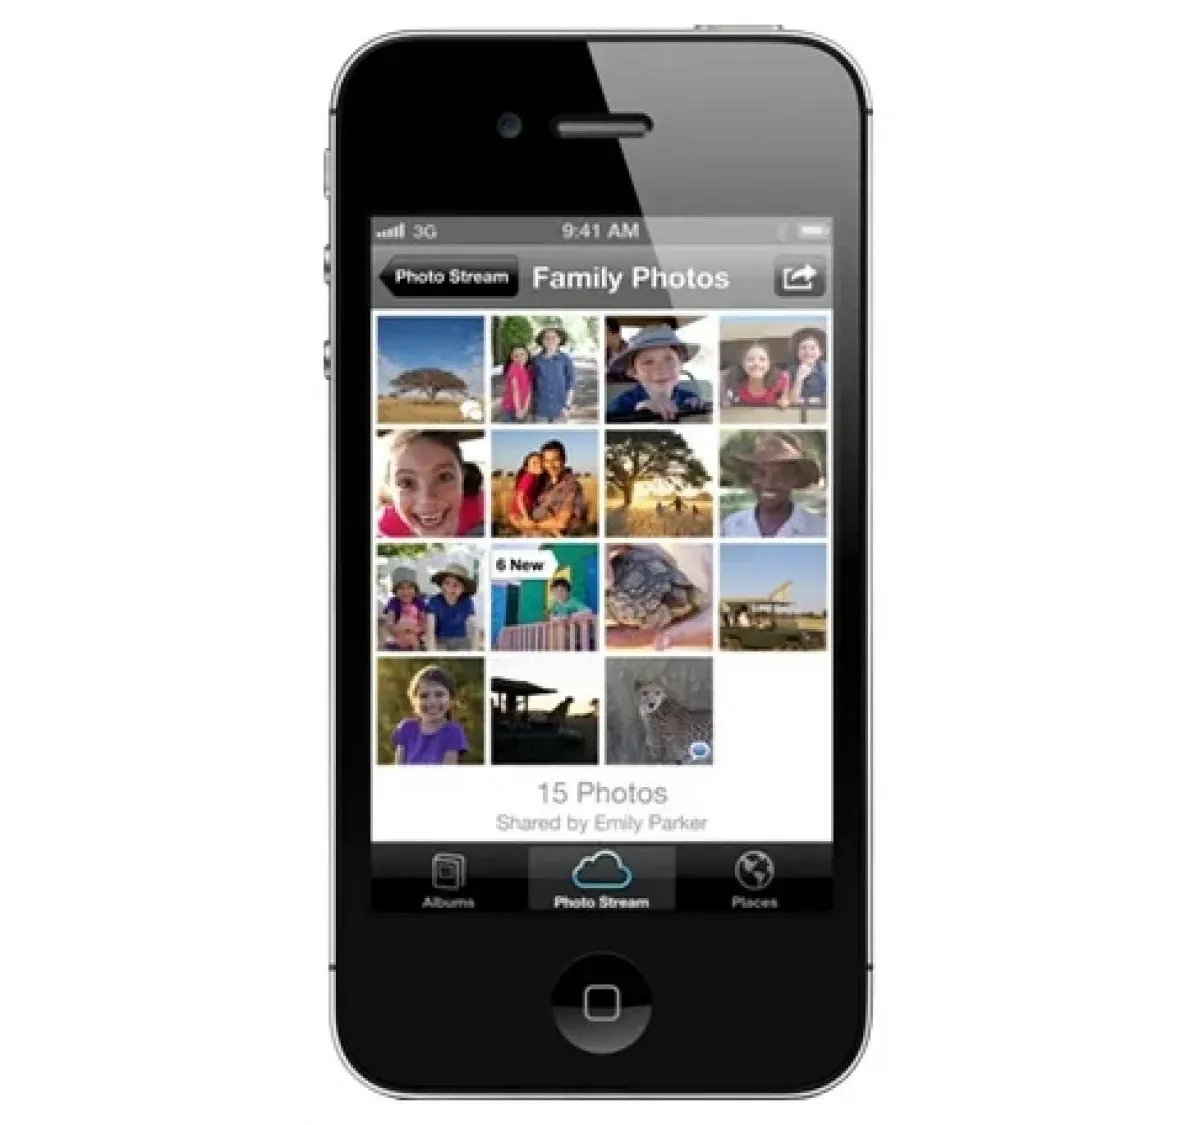 3G 9:41 AM
Photo Stream Family Photos
6 New
15 Photos
Shared by Emily Parker
Albums Photo Stream Places